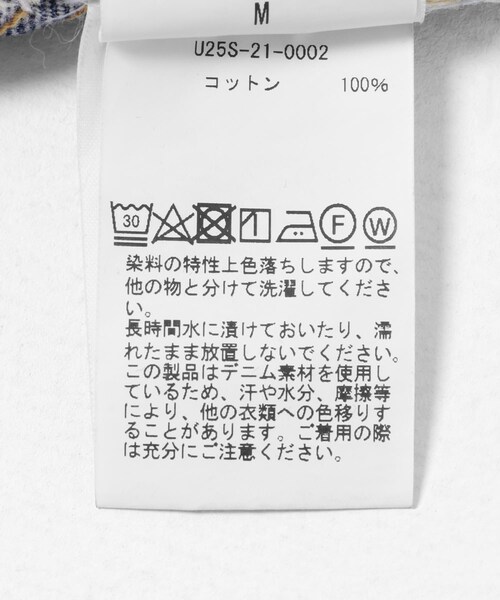 M
U25S-21-0002
コットン 100%
30
F W
染料の特性上色落ちしますので、
他の物と分けて洗濯してくださ
い。
長時間水に漬けておいたり、濡
れたまま放置しないでください。
この製品はデニム素材を使用し
ているため、汗や水分、摩擦等
により、他の衣類への色移りす
ることがあります。ご着用の際
は充分にご注意ください。